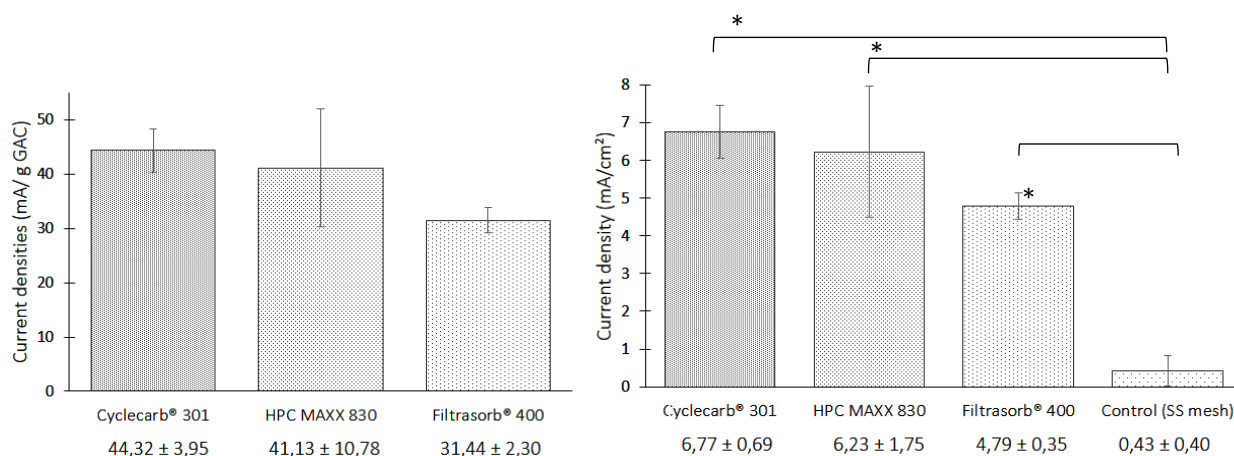 Current densities (mA/ g GAC)
50
40
30
20
10
0
Cyclecarb® 301
HPC MAXX 830
Filtrasorb® 400
44,32 ± 3,95
41,13 ± 10,78
31,44 ± 2,30
*
*
*
Current density (mA/cm²)
8
7
6
5
4
3
2
1
0
Cyclecarb® 301
HPC MAXX 830
Filtrasorb® 400
Control (SS mesh)
6,77 ± 0,69
6,23 ± 1,75
4,79 ± 0,35
0,43 ± 0,40